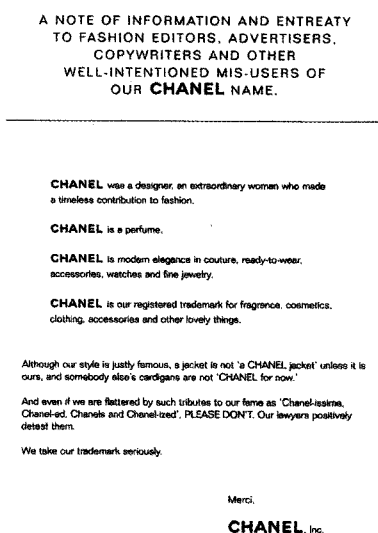 A NOTE OF INFORMATION AND ENTREATY
TO FASHION EDITORS, ADVERTISERS,
COPYWRITERS AND OTHER
WELL-INTENTIONED MIS-USERS OF
OUR CHANEL NAME.
CHANEL was a designer, an extraordinary woman who made
a timeless contribution to fashion.
CHANEL is a perfume.
CHANEL is modern elegance in couture, ready-to-wear,
accessories, watches and fine jewelry.
CHANEL is our registered trademark for fragrance, cosmetics,
clothing, accessories and other lovely things.
Although our style is justly famous, a jacket is not 'a CHANEL jacket' unless it is
ours, and somebody else's cardigans are not 'CHANEL for now.'
And even if we are flattered by such tributes to our fame as 'Chanel-issime,
Chanel-ed, Chanels and Chanel-ized', PLEASE DON'T. Our lawyers positively
detest them.
We take our trademark seriously.
Merci,
CHANEL, Inc.